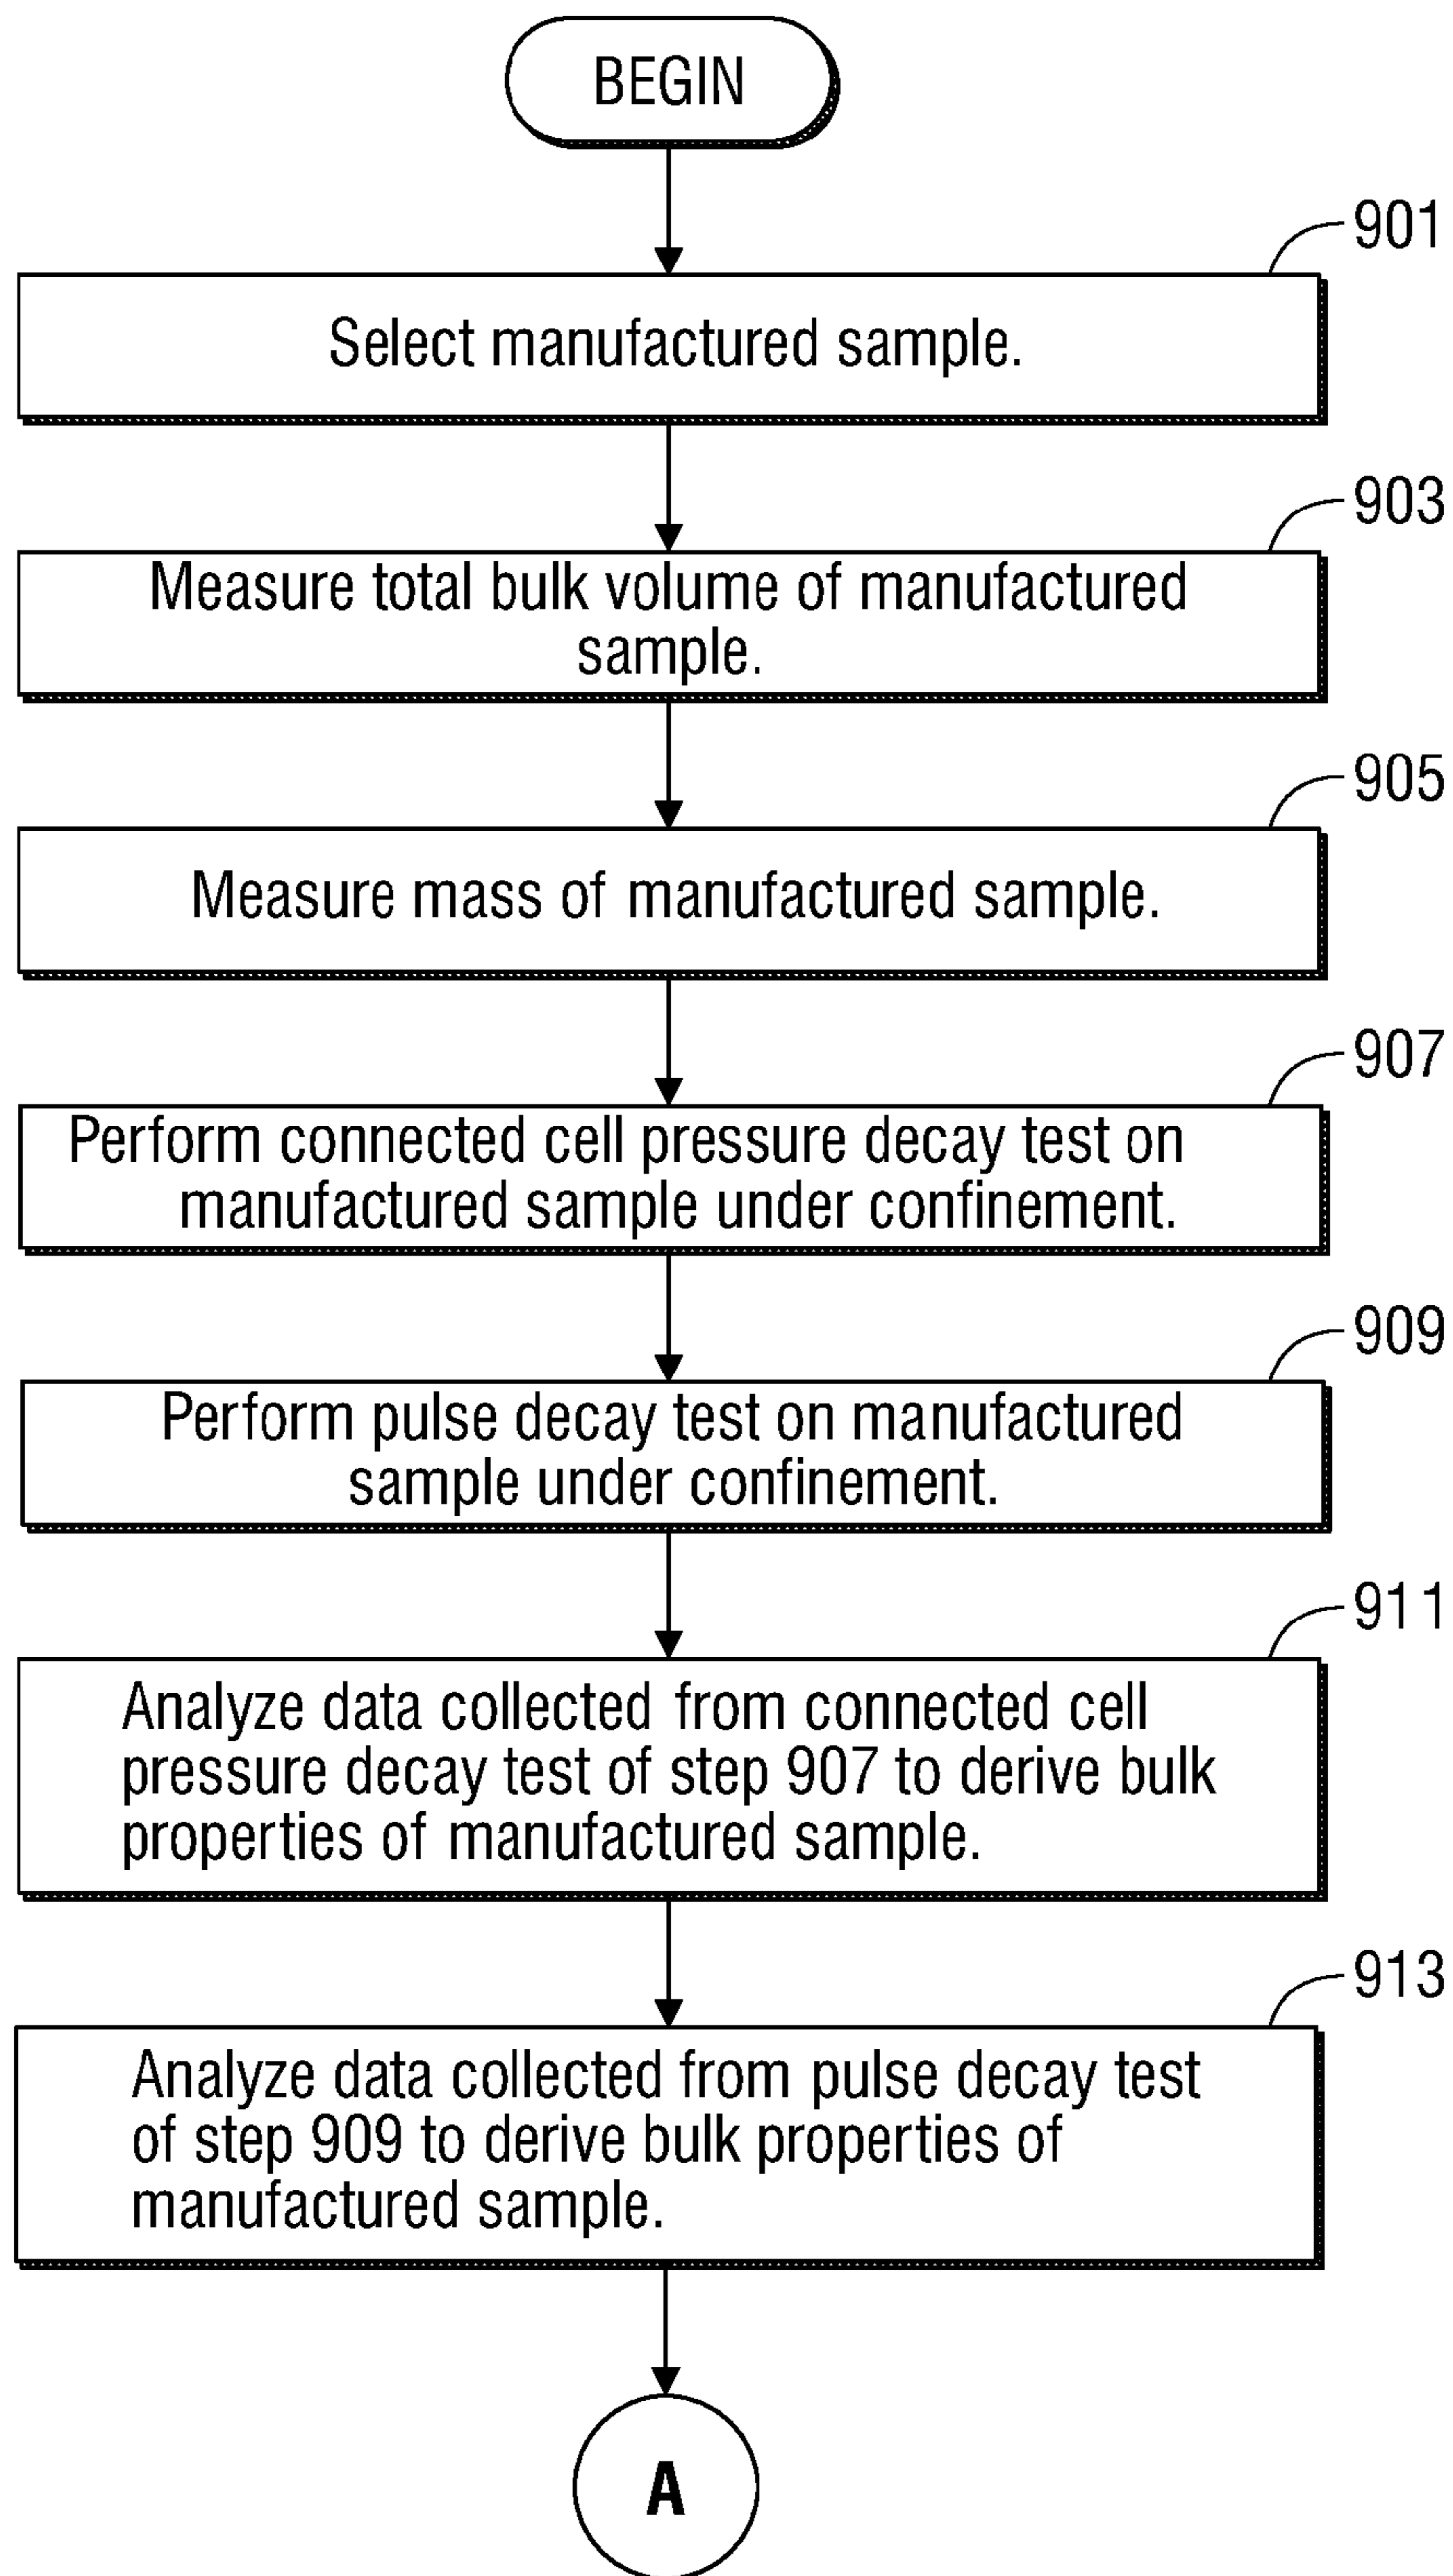 BEGIN
901
Select manufactured sample.
903
Measure total bulk volume of manufactured
sample.
905
Measure mass of manufactured sample.
907
Perform connected cell pressure decay test on
manufactured sample under confinement.
909
Perform pulse decay test on manufactured
sample under confinement.
911
Analyze data collected from connected cell
pressure decay test of step 907 to derive bulk
properties of manufactured sample.
913
Analyze data collected from pulse decay test
of step 909 to derive bulk properties of
manufactured sample.
A